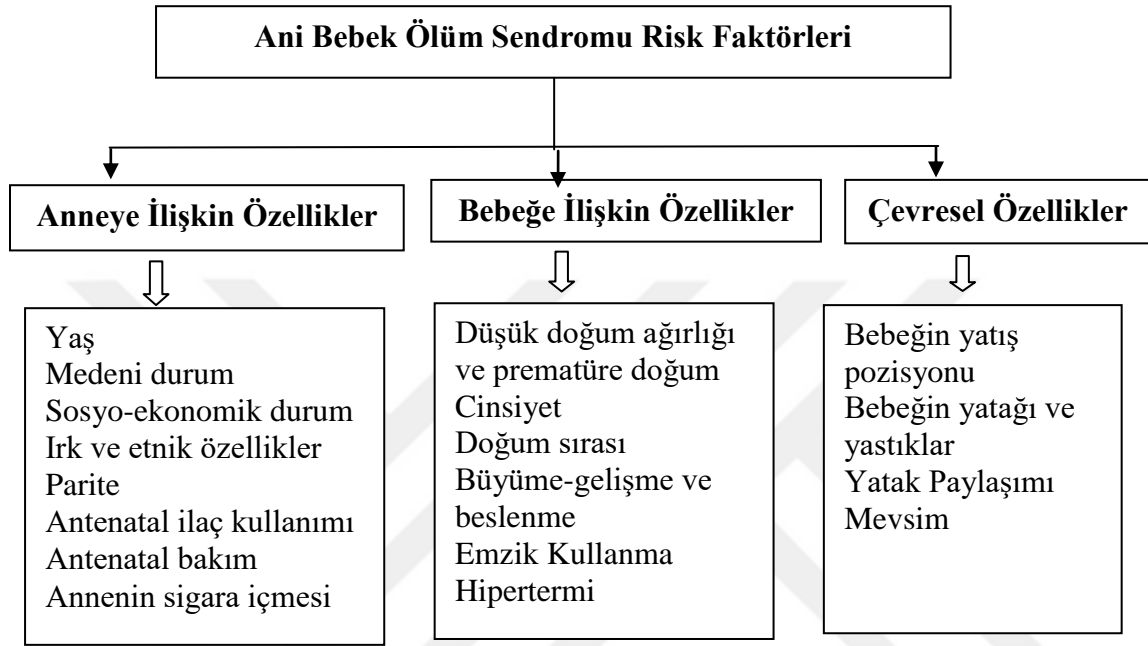 Ani Bebek Ölüm Sendromu Risk Faktörleri
Anneye İlişkin Özellikler
Yaş
Medeni durum
Sosyo-ekonomik durum
Irk ve etnik özellikler
Parite
Antenatal ilaç kullanımı
Antenatal bakım
Annenin sigara içmesi
Bebeğe İlişkin Özellikler
Düşük doğum ağırlığı
ve prematüre doğum
Cinsiyet
Doğum sırası
Büyüme-gelişme ve
beslenme
Emzik Kullanma
Hipertermi
Çevresel Özellikler
Bebeğin yatış
pozisyonu
Bebeğin yatağı ve
yastıklar
Yatak Paylaşımı
Mevsim